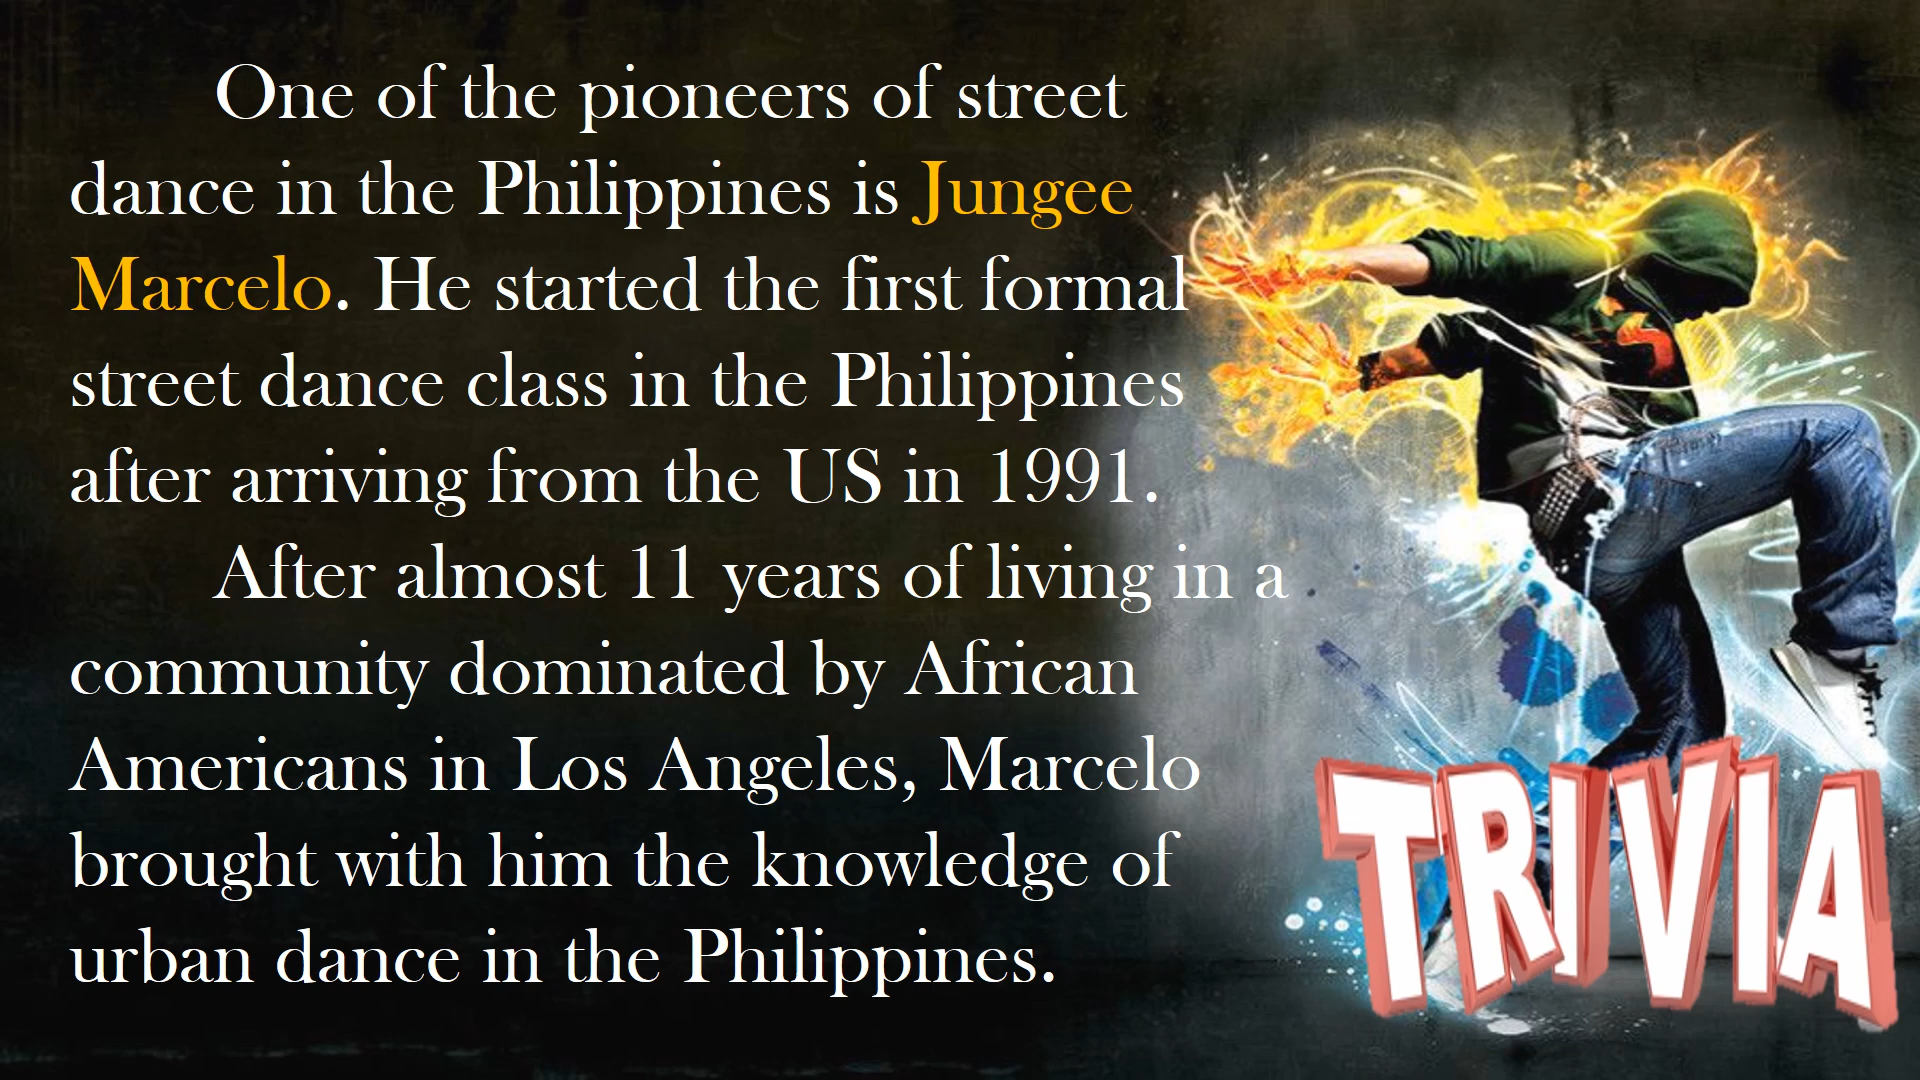 One of the pioneers of street
dance in the Philippines is Jungee
Marcelo. He started the first formal
street dance class in the Philippines
after arriving from the US in 1991.
After almost 11 years of living in a
community dominated by African
Americans in Los Angeles, Marcelo
brought with him the knowledge of
urban dance in the Philippines.
TRIVIA